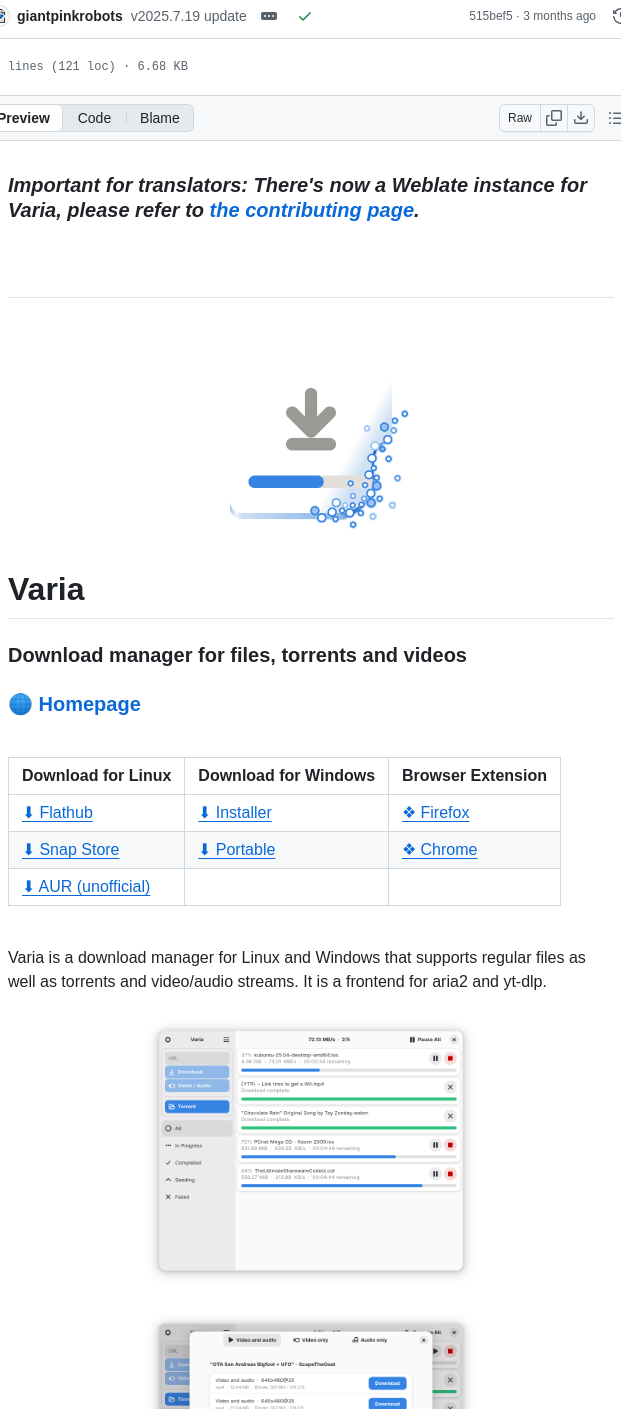 giantpinkrobots v2025.7.19 update 515bef5 · 3 months ago
lines (121 loc) · 6.68 KB
Preview Code Blame Raw
Important for translators: There's now a Weblate instance for
Varia, please refer to the contributing page.
Varia
Download manager for files, torrents and videos
Homepage
Download for Linux Download for Windows Browser Extension
⬇ Flathub ⬇ Installer ❖ Firefox
⬇ Snap Store ⬇ Portable ❖ Chrome
⬇ AUR (unofficial)
Varia is a download manager for Linux and Windows that supports regular files as
well as torrents and video/audio streams. It is a frontend for aria2 and yt-dlp.
Varia 72.13 MB/s · 3/5 Pause All
URL
Download
Video / Audio
Torrent
All
In Progress
Completed
Seeding
Failed
37% kubuntu-25.04-desktop-amd64.iso
[YTP] – Link tries to get a Wii.mp4
Download complete.
"Chocolate Rain" Original Song by Tay Zonday.webm
Download complete.
72% PCnet Mega CD - Kasım 2000.iso
84% TheUltimateSharewareCollect.cdr
Video and audio Video only Audio only
"GTA San Andreas Bigfoot + UFO" - ScapeTheGoat
Video and audio · 640x480@25
Download
Video and audio · 640x480@25
Download